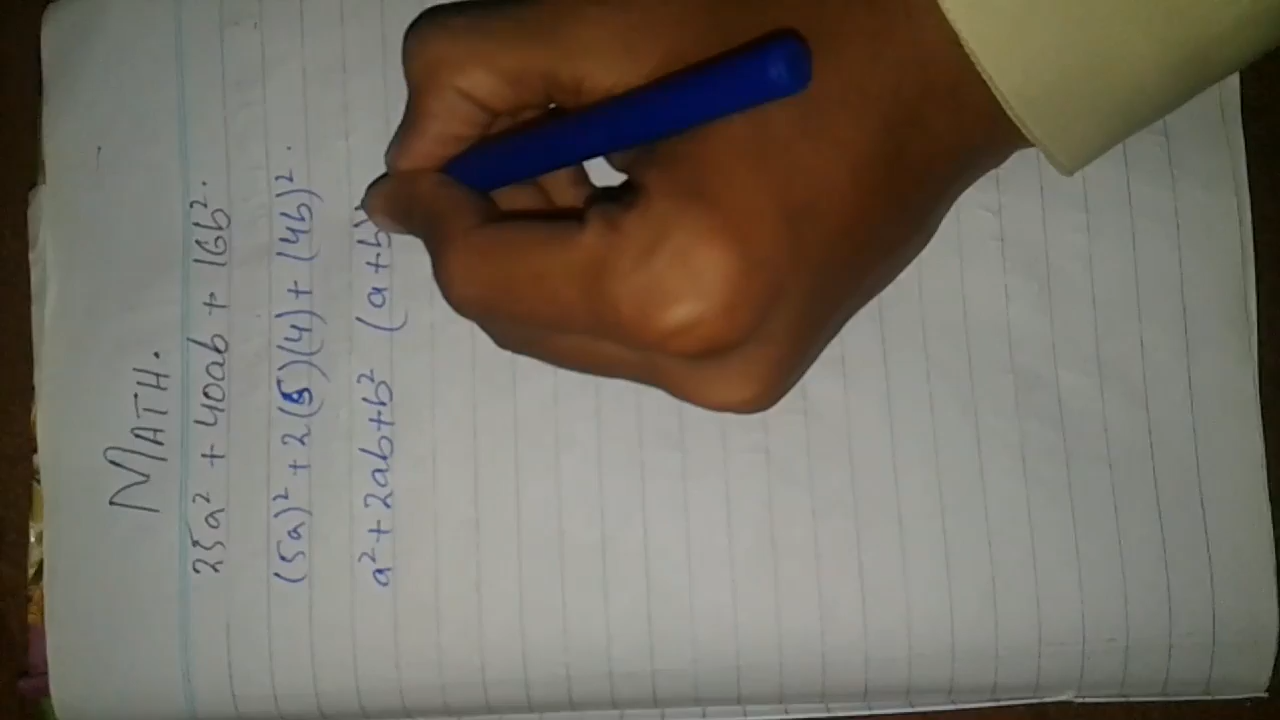 MATH.
25a² + 40ab + 16b².
(5a)² + 2(5)(4) + (4b)².
a² + 2ab + b² (a + b)